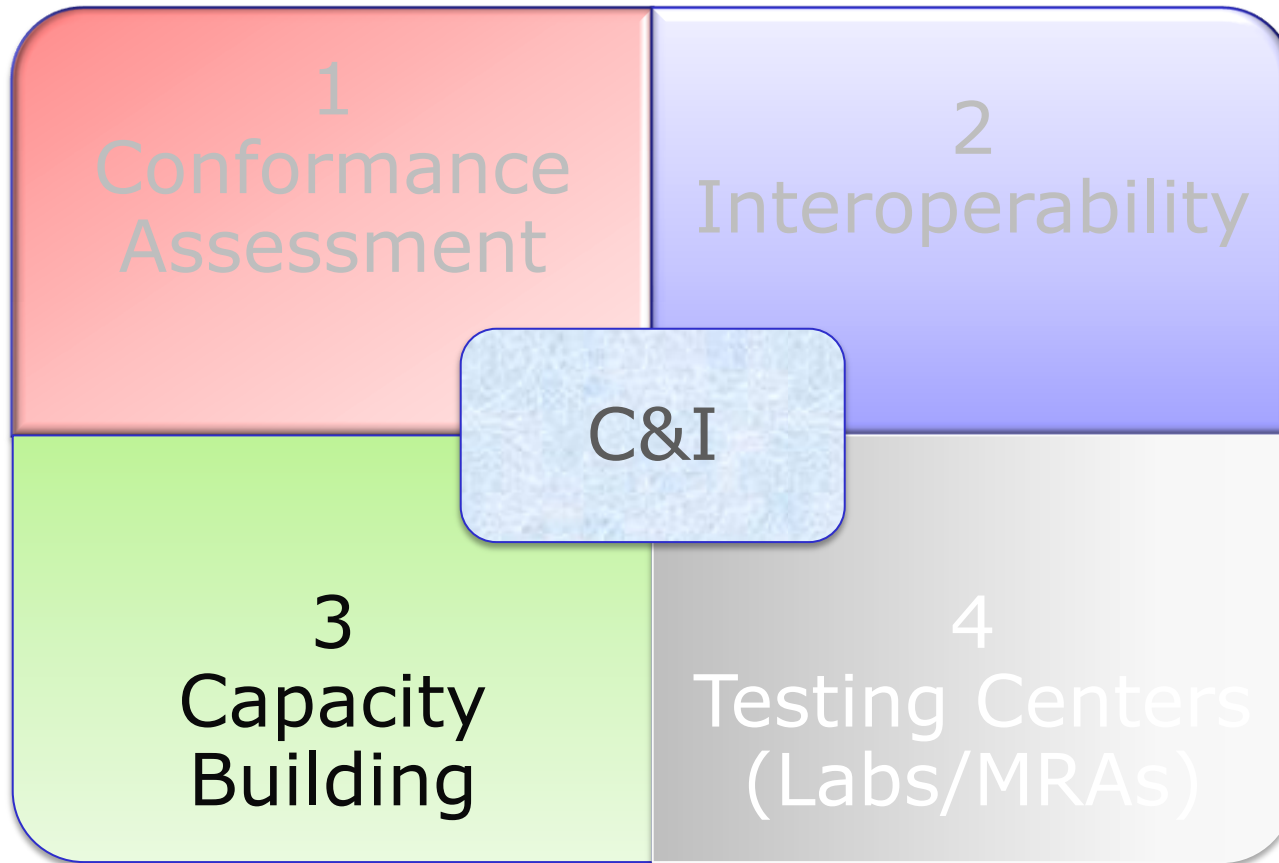 1
Conformance
Assessment
2
Interoperability
C&I
3
Capacity
Building
4
Testing Centers
(Labs/MRAs)